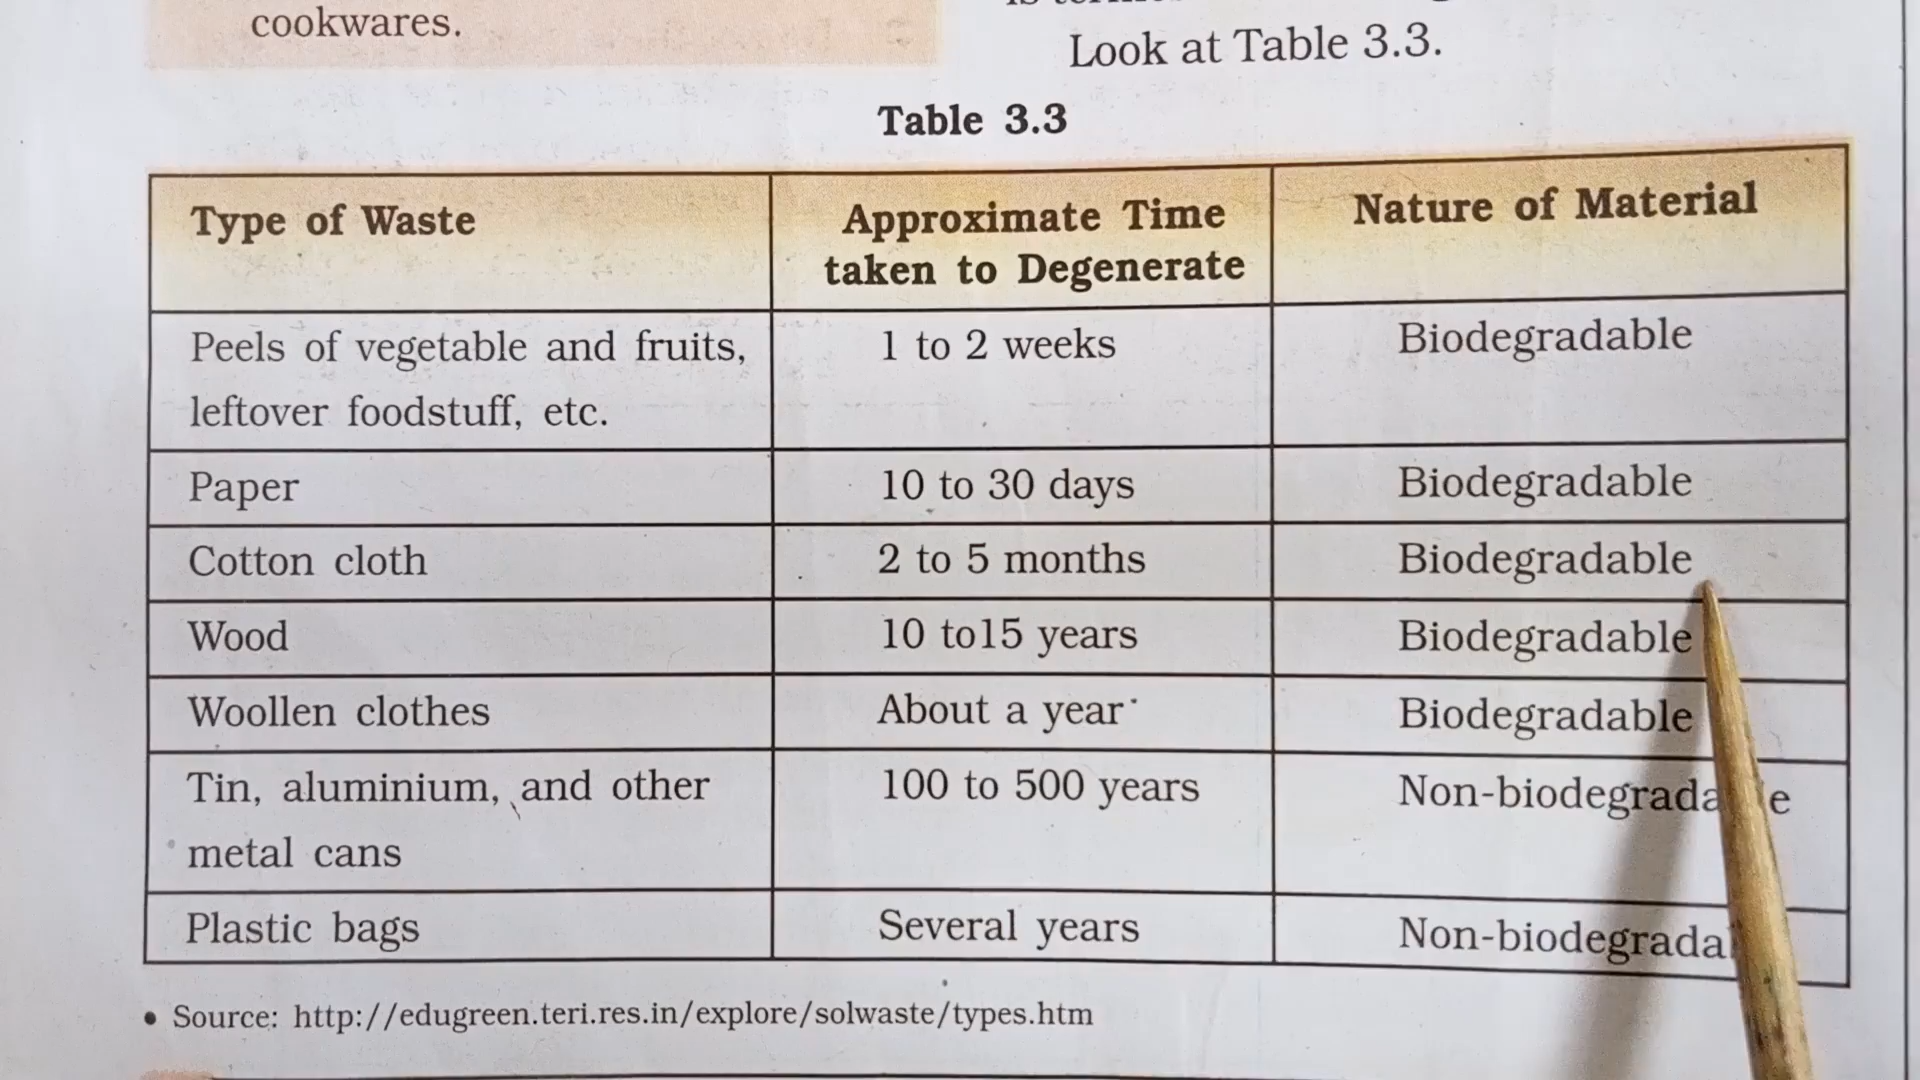 cookwares.
Look at Table 3.3.
Table 3.3
Type of Waste
Approximate Time
taken to Degenerate
Nature of Material
Peels of vegetable and fruits,
leftover foodstuff, etc.
1 to 2 weeks
Biodegradable
Paper
10 to 30 days
Biodegradable
Cotton cloth
2 to 5 months
Biodegradable
Wood
10 to15 years
Biodegradable
Woollen clothes
About a year
Biodegradable
Tin, aluminium, and other
metal cans
100 to 500 years
Plastic bags
Several years
• Source: http://edugreen.teri.res.in/explore/solwaste/types.htm